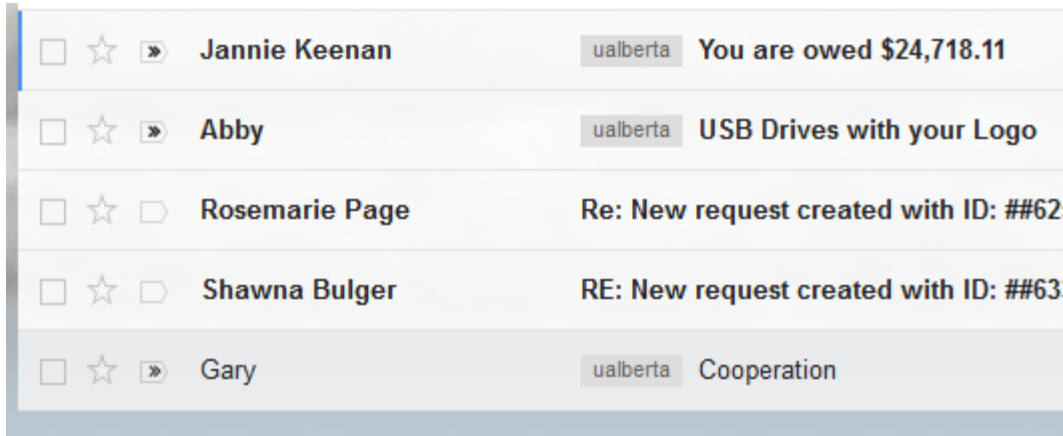 Jannie Keenan ualberta You are owed $24,718.11
Abby ualberta USB Drives with your Logo
Rosemarie Page Re: New request created with ID: ##62
Shawna Bulger RE: New request created with ID: ##63
Gary ualberta Cooperation